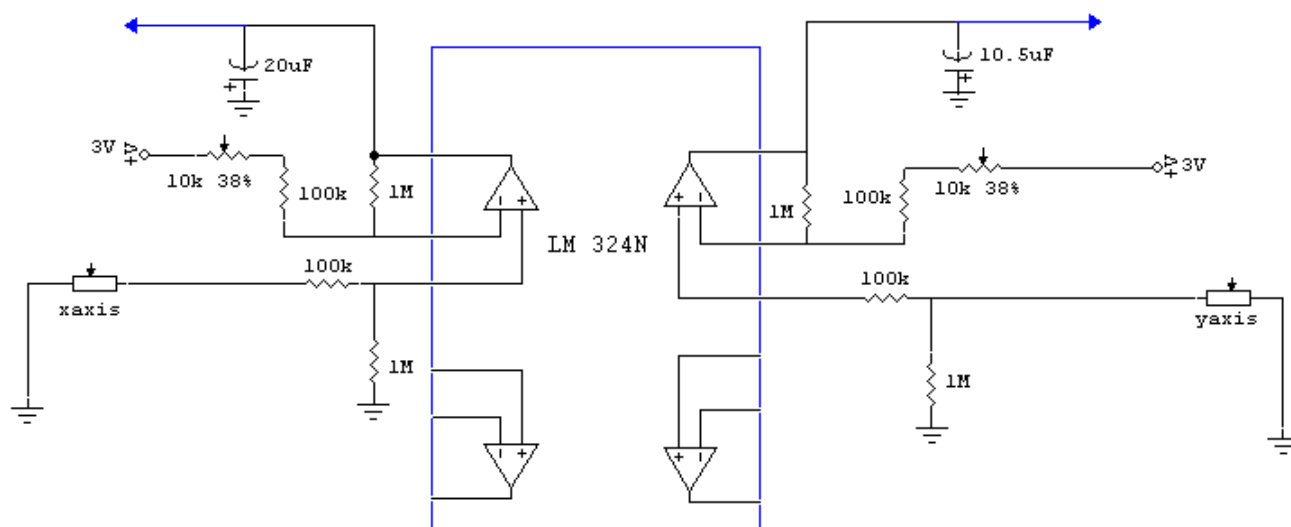 20uF
10.5uF
3V +V
+V 3V
10k 38%
100k
1M
10k 38%
100k
1M
- +
+ -
LM 324N
100k
xaxis
100k
yaxis
1M
1M
- +
+ -
+
+